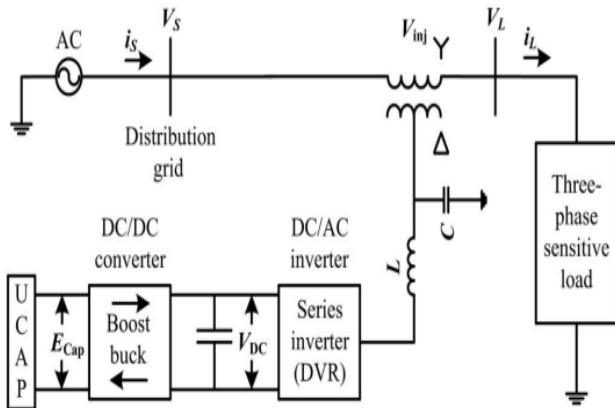 AC
i_S
V_S
V_inj
Y
V_L
i_L
Distribution
grid
Δ
Three-
phase
sensitive
load
C
L
DC/DC
converter
DC/AC
inverter
U
C
A
P
E_Cap
Boost
buck
V_DC
Series
inverter
(DVR)